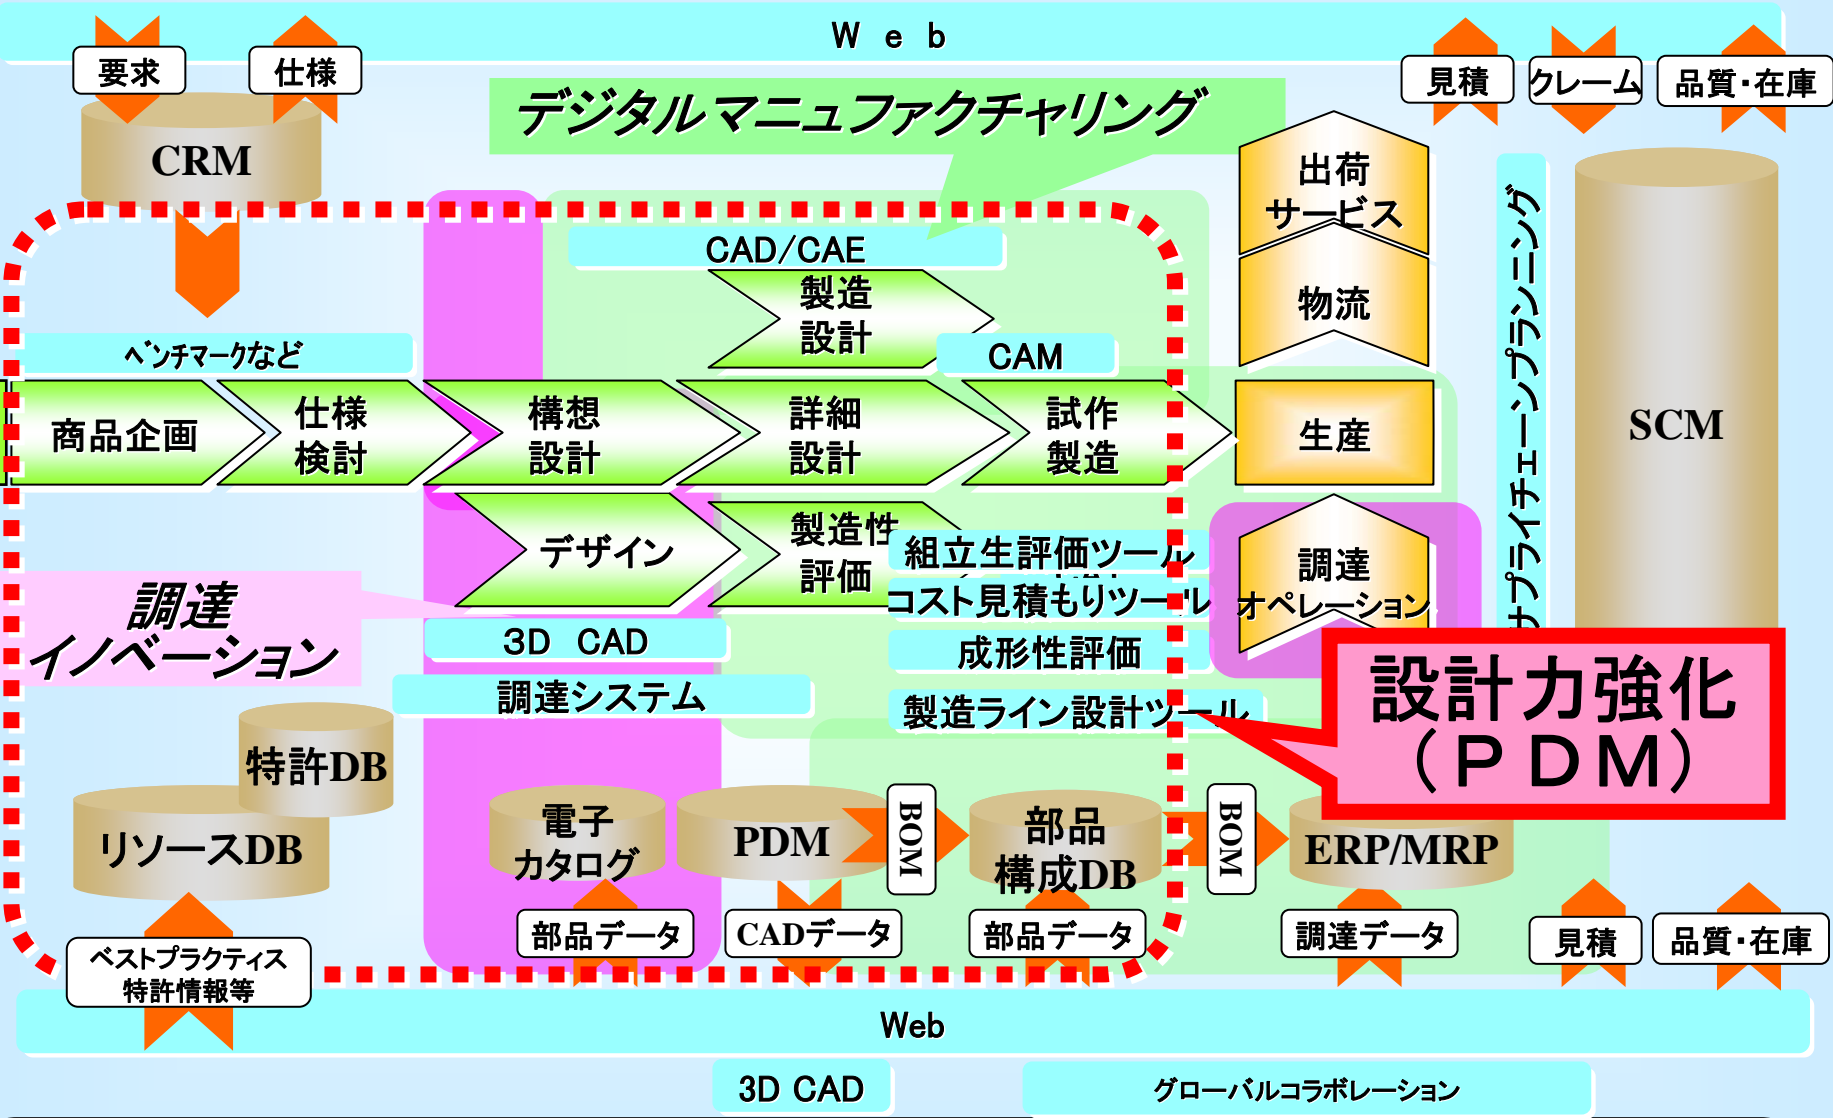 Ｗ ｅ ｂ
要求
仕様
見積
クレーム
品質・在庫
デジタルマニュファクチャリング
CRM
出荷
サービス
CAD/CAE
製造
設計
物流
サプライチェーンプランニング
SCM
ベンチマークなど
CAM
商品企画
仕様
検討
構想
設計
詳細
設計
試作
製造
生産
デザイン
製造性
評価
組立生評価ツール
コスト見積もりツール
成形性評価
製造ライン設計ツール
調達
オペレーション
調達
イノベーション
３D CAD
調達システム
設計力強化
（ＰＤＭ）
特許DB
リソースDB
電子
カタログ
PDM
BOM
部品
構成DB
BOM
ERP/MRP
部品データ
CADデータ
部品データ
調達データ
見積
品質・在庫
ベストプラクティス
特許情報等
Web
3D CAD
グローバルコラボレーション